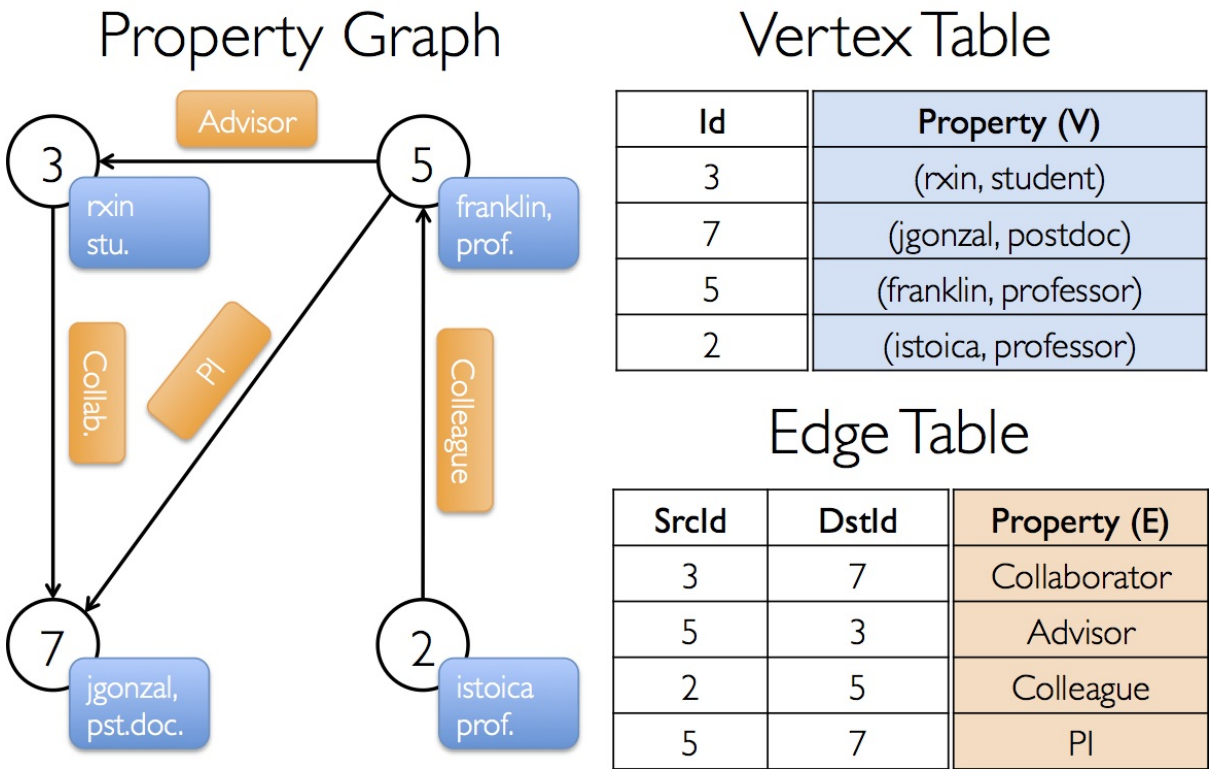 Property Graph
Advisor
3
rxin
stu.
5
franklin,
prof.
Collab.
PI
Colleague
7
jgonzal,
pst.doc.
2
istoica
prof.
Vertex Table
Id Property (V)
3 (rxin, student)
7 (jgonzal, postdoc)
5 (franklin, professor)
2 (istoica, professor)
Edge Table
SrcId DstId Property (E)
3 7 Collaborator
5 3 Advisor
2 5 Colleague
5 7 PI